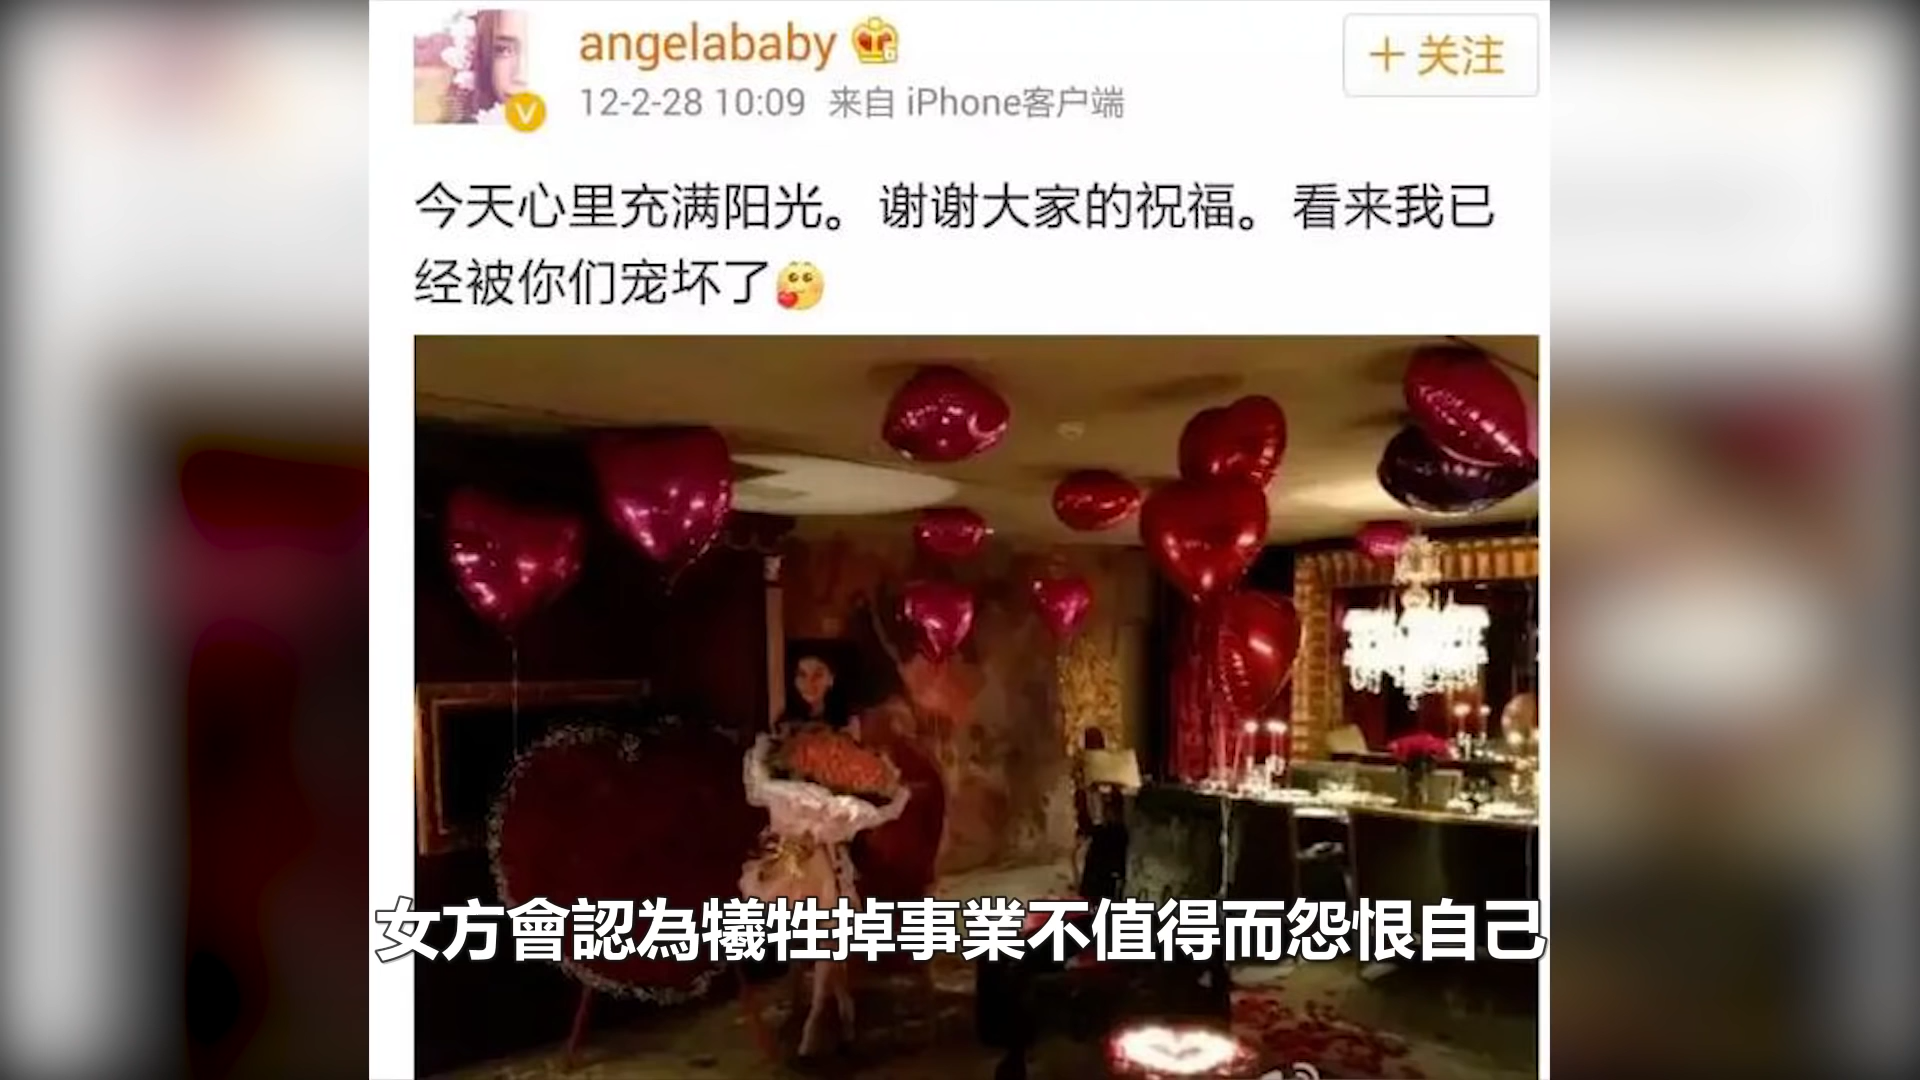 angelababy
+ 关注
12-2-28 10:09 来自 iPhone客户端
今天心里充满阳光。谢谢大家的祝福。看来我已
经被你们宠坏了
女方會認為犧牲掉事業不值得而怨恨自己